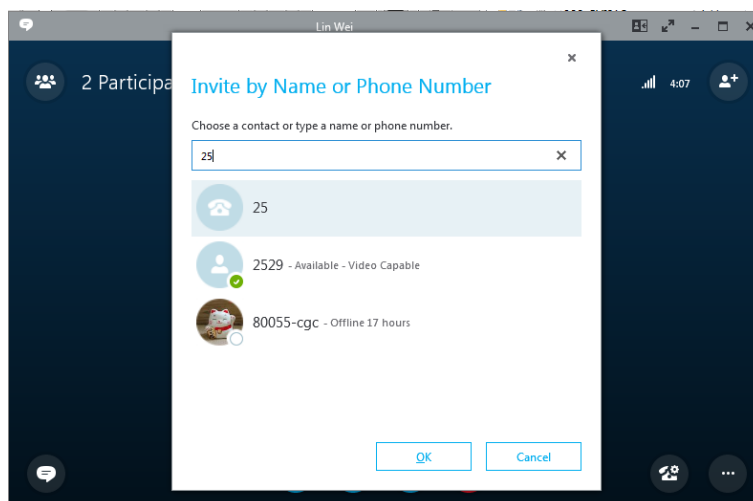 Lin Wei
2 Participa
4:07
Invite by Name or Phone Number
Choose a contact or type a name or phone number.
25
25
2529 - Available - Video Capable
80055-cgc - Offline 17 hours
OK
Cancel